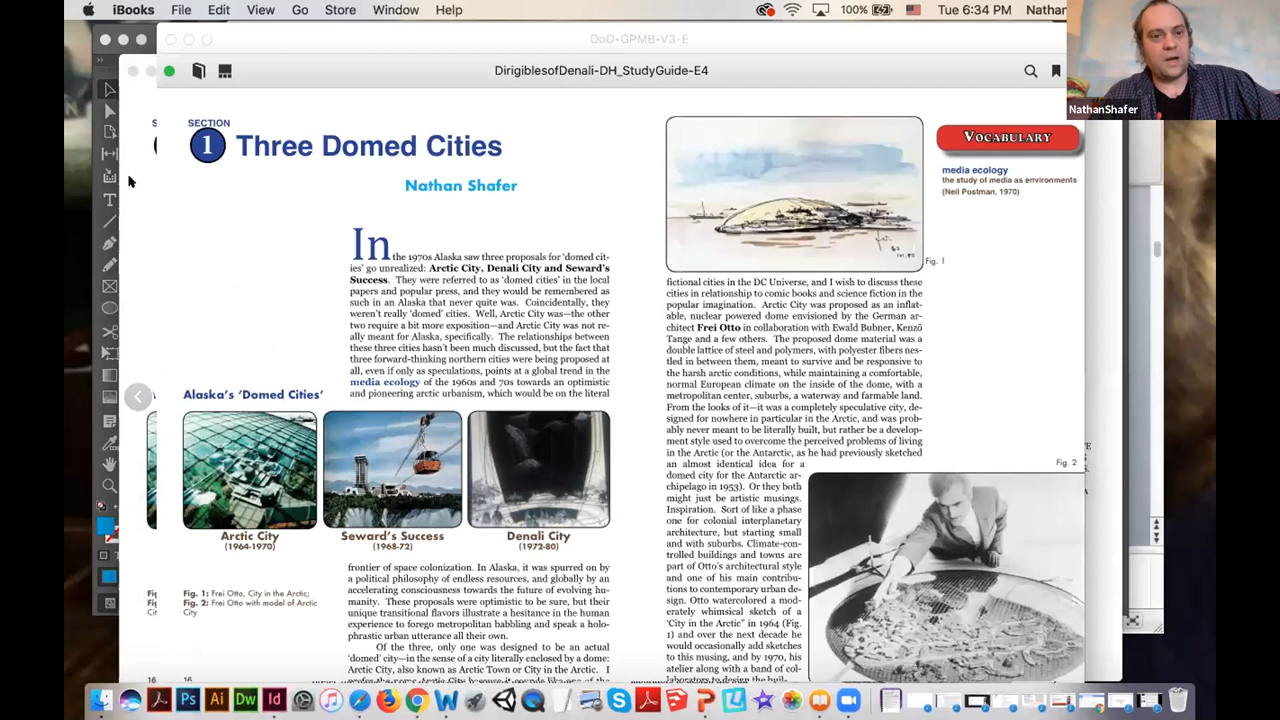 iBooks File Edit View Go Store Window Help
100% Tue 6:34 PM Nathan
DoD-GPMB-V3-E
DirigiblesofDenali-DH_StudyGuide-E4
NathanShafer
SECTION
1 Three Domed Cities
Nathan Shafer
In the 1970s Alaska saw three proposals for 'domed cit-
ies' go unrealized: Arctic City, Denali City and Seward's
Success. They were referred to as 'domed cities' in the local
papers and popular press, and they would be remembered as
such in an Alaska that never quite was. Coincidentally, they
weren't really 'domed' cities. Well, Arctic City was—the other
two require a bit more exposition—and Arctic City was not re-
ally meant for Alaska, specifically. The relationships between
these three cities hasn't been much discussed, but the fact that
three forward-thinking northern cities were being proposed at
all, even if only as speculations, points at a global trend in the
media ecology of the 1960s and 70s towards an optimistic
and pioneering arctic urbanism, which would be on the literal
Alaska's 'Domed Cities'
Arctic City
(1964-1970)
Seward's Success
(1968-72)
Denali City
(1972-80)
Fig. 1: Frei Otto, City in the Arctic;
Fig. 2: Frei Otto with model of Arctic
City
frontier of space colonization. In Alaska, it was spurred on by
a political philosophy of endless resources, and globally by an
accelerating consciousness towards the future of evolving hu-
manity. These proposals were optimistic to be sure, but their
unique transitional flavors illustrate a hesitance in the human
experience to forego metropolitan babbling and speak a holo-
phrastic urban utterance all their own.
Of the three, only one was designed to be an actual
'domed' city—in the sense of a city literally enclosed by a dome:
Arctic City, also known as Arctic Town or City in the Arctic. I
16 16
Fig. 1
VOCABULARY
media ecology
the study of media as environments
(Neil Postman, 1970)
fictional cities in the DC Universe, and I wish to discuss these
cities in relationship to comic books and science fiction in the
popular imagination. Arctic City was proposed as an inflat-
able, nuclear powered dome envisioned by the German ar-
chitect Frei Otto in collaboration with Ewald Bubner, Kenzō
Tange and a few others. The proposed dome material was a
double lattice of steel and polymers, with polyester fibers nes-
tled in between them, meant to survive and be responsive to
the harsh arctic conditions, while maintaining a comfortable,
normal European climate on the inside of the dome, with a
metropolitan center, suburbs, a waterway and farmable land.
From the looks of it—it was a completely speculative city, de-
signed for nowhere in particular in the Arctic, and was prob-
ably never meant to be literally built, but rather be a develop-
ment style used to overcome the perceived problems of living
in the Arctic (or the Antarctic, as he had previously sketched
an almost identical idea for a
domed city for the Antarctic ar-
chipelago in 1953). Or they both
might just be artistic musings.
Inspiration. Sort of like a phase
one for colonial interplanetary
architecture, but starting small
and with suburbs. Climate-con-
trolled buildings and towns are
part of Otto's architectural style
and one of his main contribu-
tions to contemporary urban de-
sign. Otto watercolored a mod-
erately whimsical sketch of a
'City in the Arctic' in 1964 (Fig.
1) and over the next decade he
would occasionally add sketches
to this musing, and by 1970, his
atelier along with a band of col-
Fig. 2